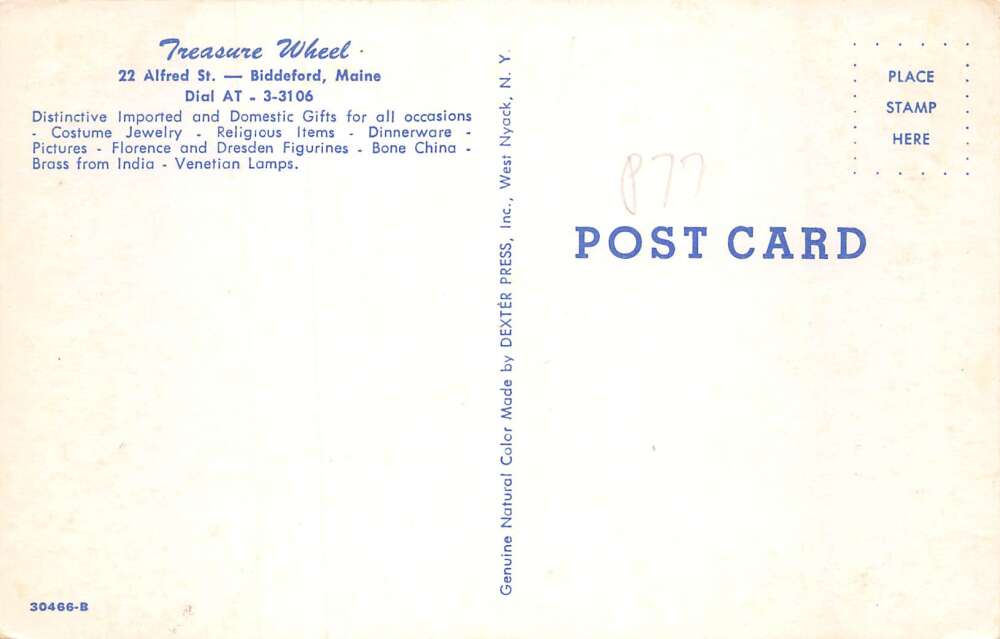 Treasure Wheel
22 Alfred St. — Biddeford, Maine
Dial AT - 3-3106
Distinctive Imported and Domestic Gifts for all occasions
- Costume Jewelry - Religious Items - Dinnerware -
Pictures - Florence and Dresden Figurines - Bone China -
Brass from India - Venetian Lamps.
30466-B
Genuine Natural Color Made by DEXTER PRESS, Inc., West Nyack, N. Y.
PLACE
STAMP
HERE
P77
POST CARD